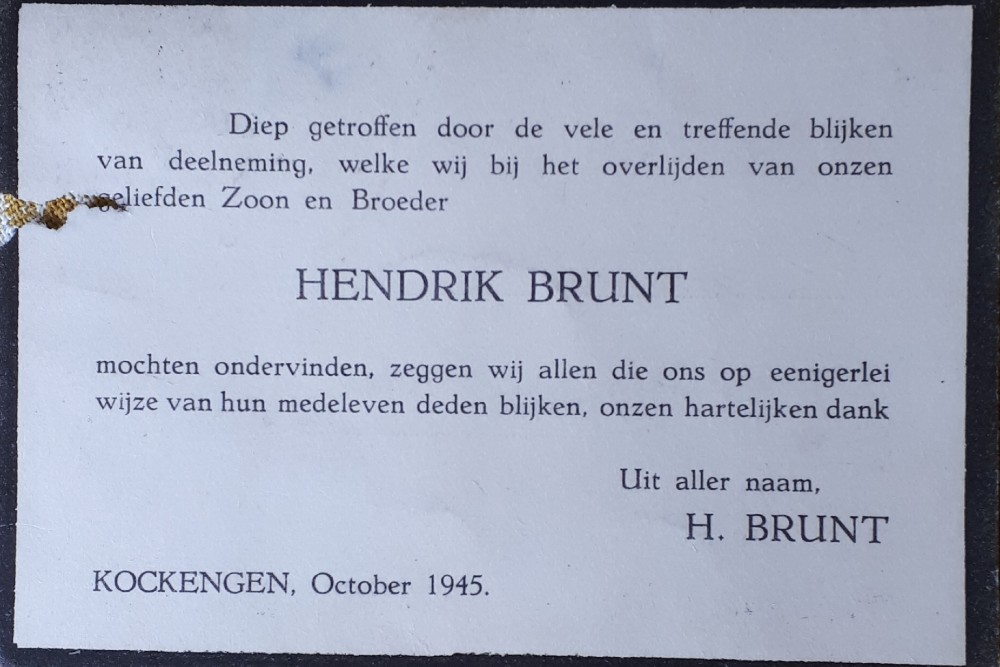 Diep getroffen door de vele en treffende blijken
van deelneming, welke wij bij het overlijden van onzen
geliefden Zoon en Broeder
HENDRIK BRUNT
mochten ondervinden, zeggen wij allen die ons op eenigerlei
wijze van hun medeleven deden blijken, onzen hartelijken dank
Uit aller naam,
H. BRUNT
KOCKENGEN, October 1945.